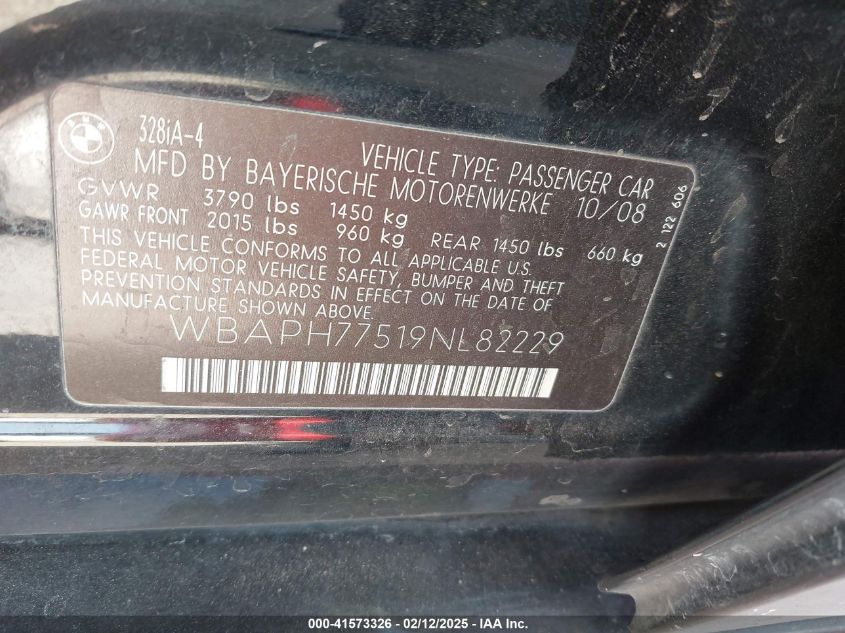 BMW
328iA-4
VEHICLE TYPE: PASSENGER CAR
MFD BY BAYERISCHE MOTORENWERKE 10/08
GVWR 3790 lbs 1450 kg
GAWR FRONT 2015 lbs 960 kg REAR 1450 lbs 660 kg
THIS VEHICLE CONFORMS TO ALL APPLICABLE U.S.
FEDERAL MOTOR VEHICLE SAFETY, BUMPER AND THEFT
PREVENTION STANDARDS IN EFFECT ON THE DATE OF
MANUFACTURE SHOWN ABOVE.
WBAPH77519NL82229
2 122 606
000-41573326 - 02/12/2025 - IAA Inc.